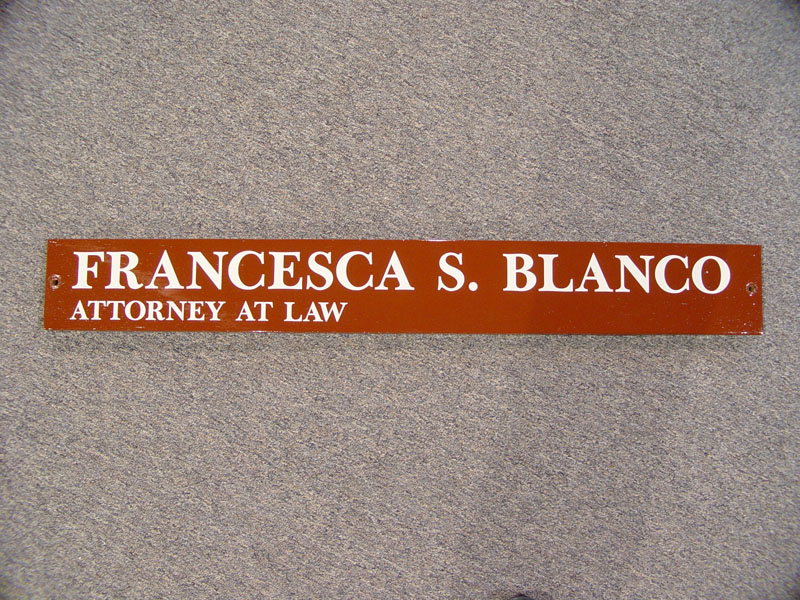 FRANCESCA S. BLANCO
ATTORNEY AT LAW